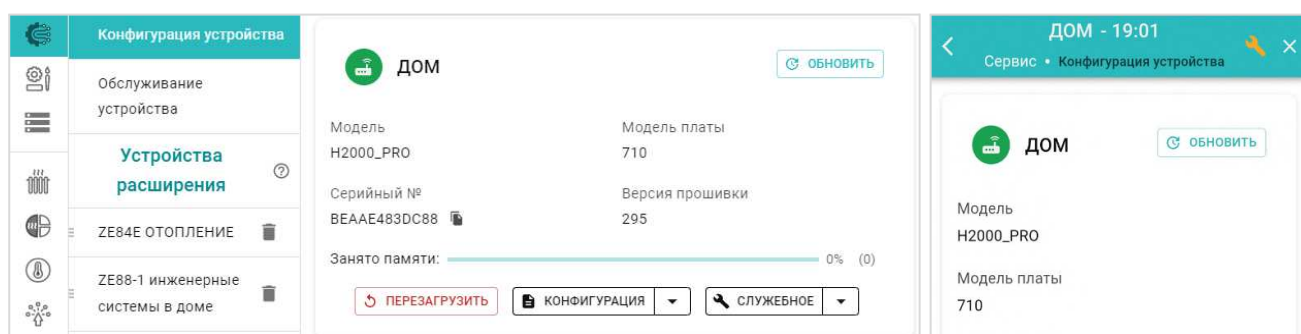 Конфигурация устройства
Обслуживание
устройства
Устройства
расширения
ZE84E ОТОПЛЕНИЕ
ZE88-1 инженерные
системы в доме
ДОМ
ОБНОВИТЬ
Модель
H2000_PRO
Модель платы
710
Серийный №
BEAAE483DC88
Версия прошивки
295
Занято памяти: 0% (0)
ПЕРЕЗАГРУЗИТЬ
КОНФИГУРАЦИЯ
СЛУЖЕБНОЕ
ДОМ - 19:01
Сервис • Конфигурация устройства
ДОМ
ОБНОВИТЬ
Модель
H2000_PRO
Модель платы
710